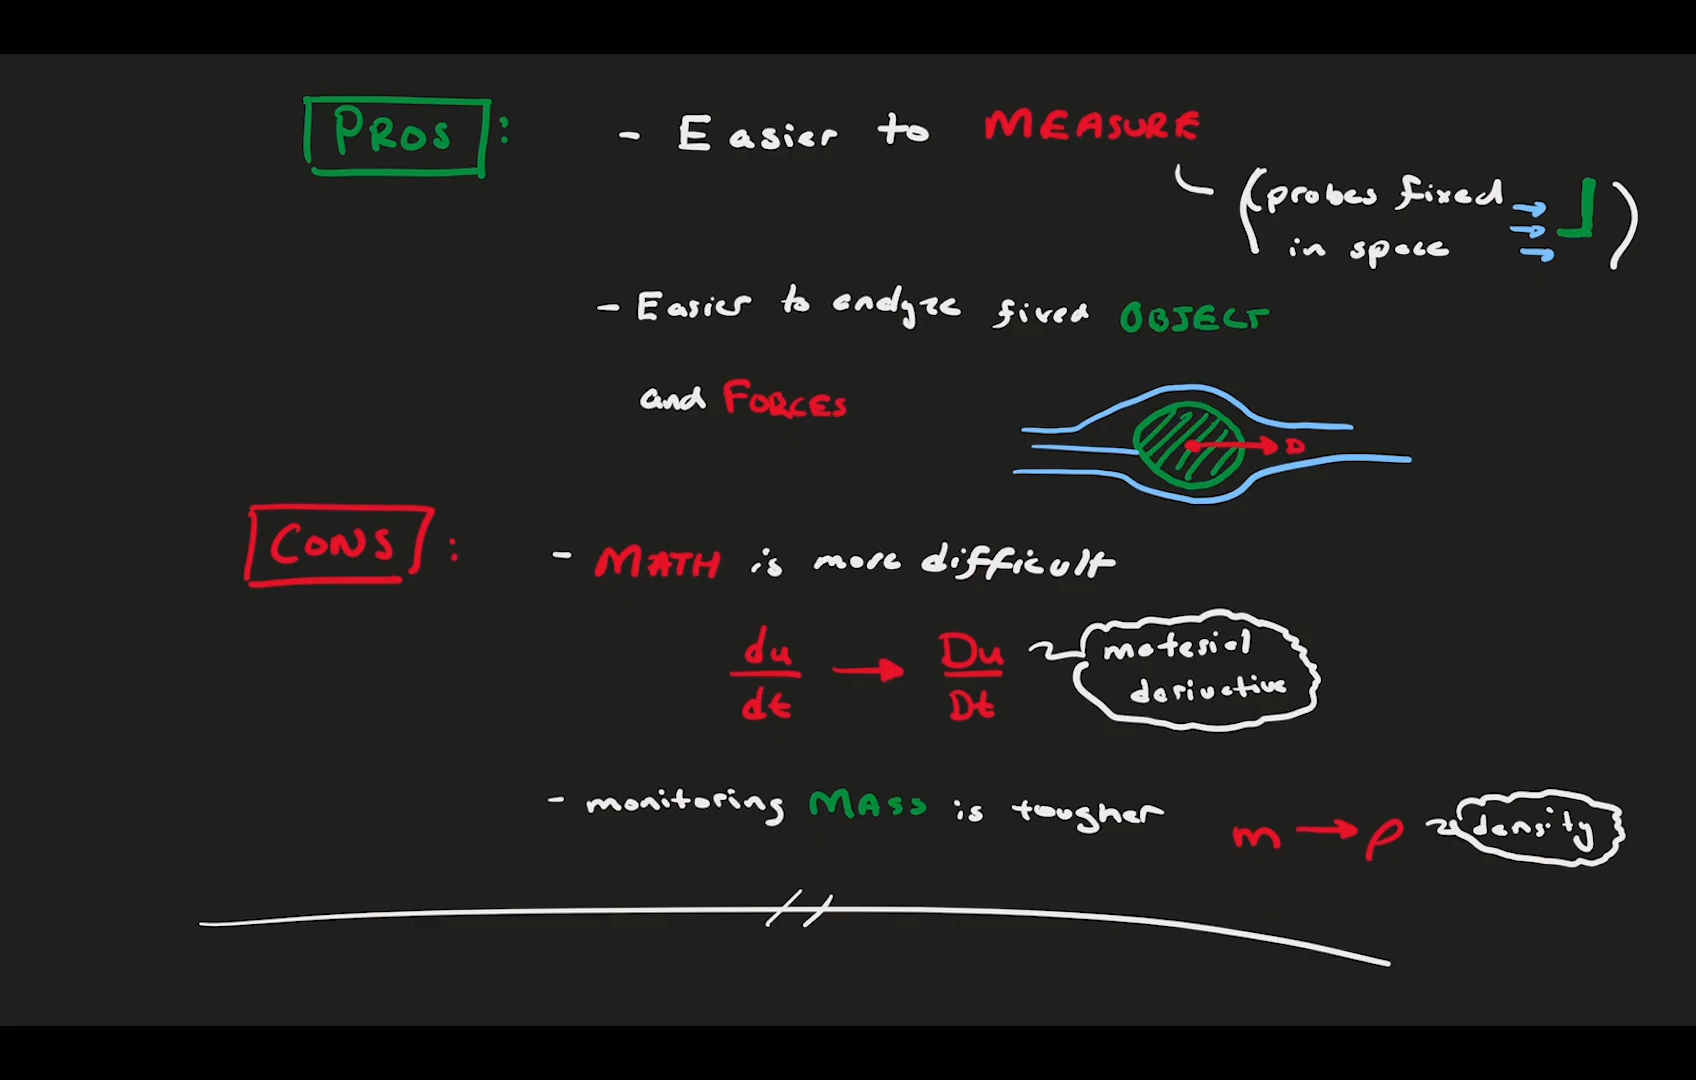 PROS : - Easier to MEASURE
(probes fixed
in space)
- Easier to analyze fixed OBJECT
and FORCES
D
CONS : - MATH is more difficult
du/dt → Du/Dt material
derivative
- monitoring MASS is tougher m → ρ density